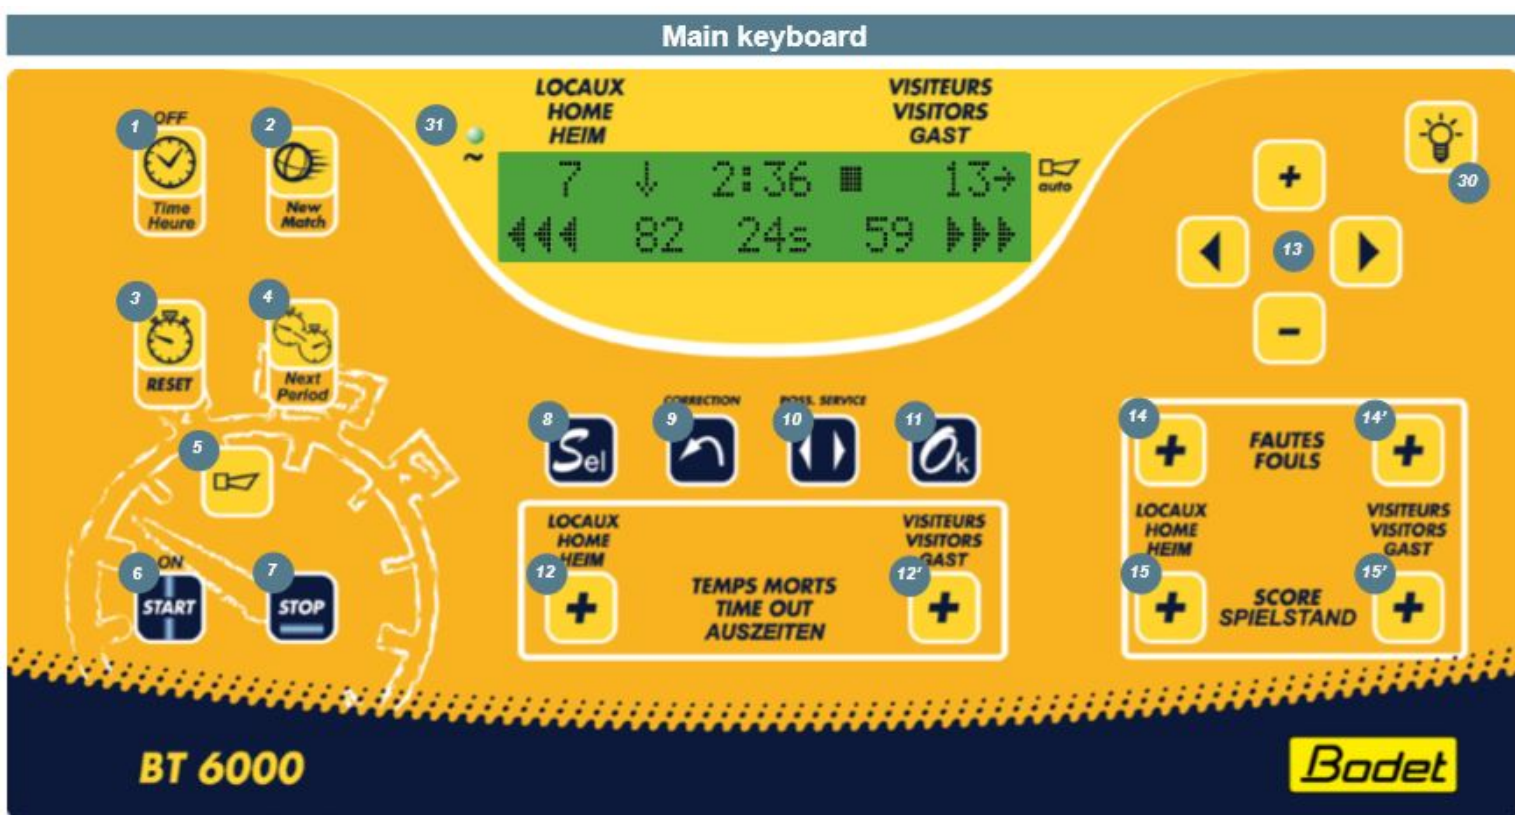 Main keyboard
LOCAUX
HOME
HEIM
VISITEURS
VISITORS
GAST
31
~
7 ↓ 2:36 ■ 13→
auto
◀◀◀ 82 24s 59 ▶▶▶
1
OFF
Time
Heure
2
New
Match
30
+
13
-
3
RESET
4
Next
Period
5
6
ON
START
7
STOP
8
Sel
9
CORRECTION
10
POSS. SERVICE
11
Ok
LOCAUX
HOME
HEIM
VISITEURS
VISITORS
GAST
12
+
TEMPS MORTS
TIME OUT
AUSZEITEN
12'
+
14
+
FAUTES
FOULS
14'
+
LOCAUX
HOME
HEIM
VISITEURS
VISITORS
GAST
15
+
SCORE
SPIELSTAND
15'
+
BT 6000
Bodet